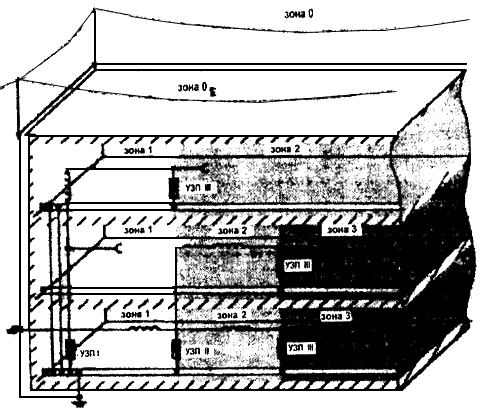 зона 0
зона 0 B
зона 1 зона 2
УЗП III
зона 1 зона 2 зона 3
УЗП III
зона 1 зона 2 зона 3
УЗП I УЗП II УЗП III